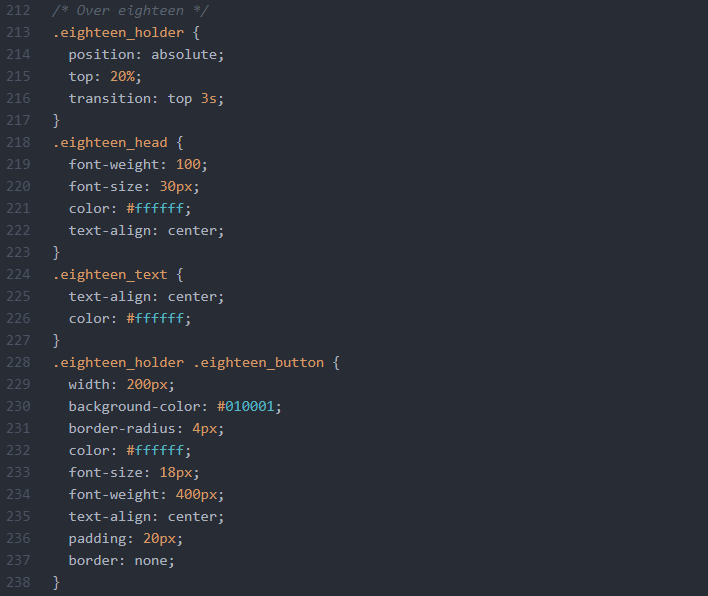 212 /* Over eighteen */
213 .eighteen_holder {
214   position: absolute;
215   top: 20%;
216   transition: top 3s;
217 }
218 .eighteen_head {
219   font-weight: 100;
220   font-size: 30px;
221   color: #ffffff;
222   text-align: center;
223 }
224 .eighteen_text {
225   text-align: center;
226   color: #ffffff;
227 }
228 .eighteen_holder .eighteen_button {
229   width: 200px;
230   background-color: #010001;
231   border-radius: 4px;
232   color: #ffffff;
233   font-size: 18px;
234   font-weight: 400px;
235   text-align: center;
236   padding: 20px;
237   border: none;
238 }